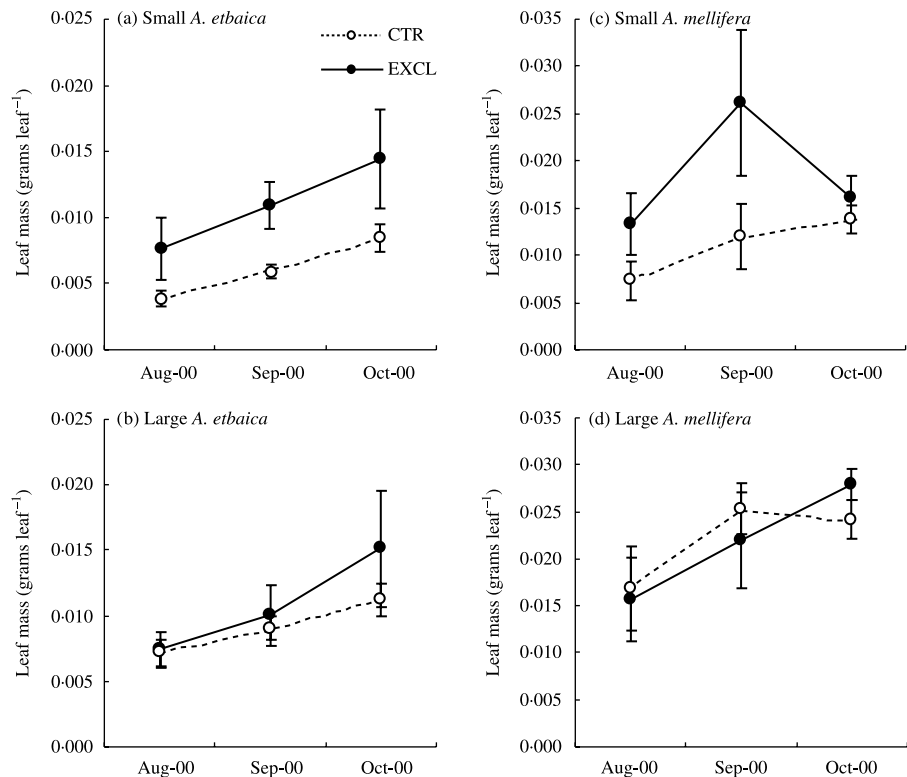 (a) Small A. etbaica
CTR
EXCL
Leaf mass (grams leaf⁻¹)
0·025
0·020
0·015
0·010
0·005
0·000
Aug-00 Sep-00 Oct-00
(c) Small A. mellifera
Leaf mass (grams leaf⁻¹)
0·035
0·030
0·025
0·020
0·015
0·010
0·005
0·000
Aug-00 Sep-00 Oct-00
(b) Large A. etbaica
Leaf mass (grams leaf⁻¹)
0·025
0·020
0·015
0·010
0·005
0·000
Aug-00 Sep-00 Oct-00
(d) Large A. mellifera
Leaf mass (grams leaf⁻¹)
0·035
0·030
0·025
0·020
0·015
0·010
0·005
0·000
Aug-00 Sep-00 Oct-00